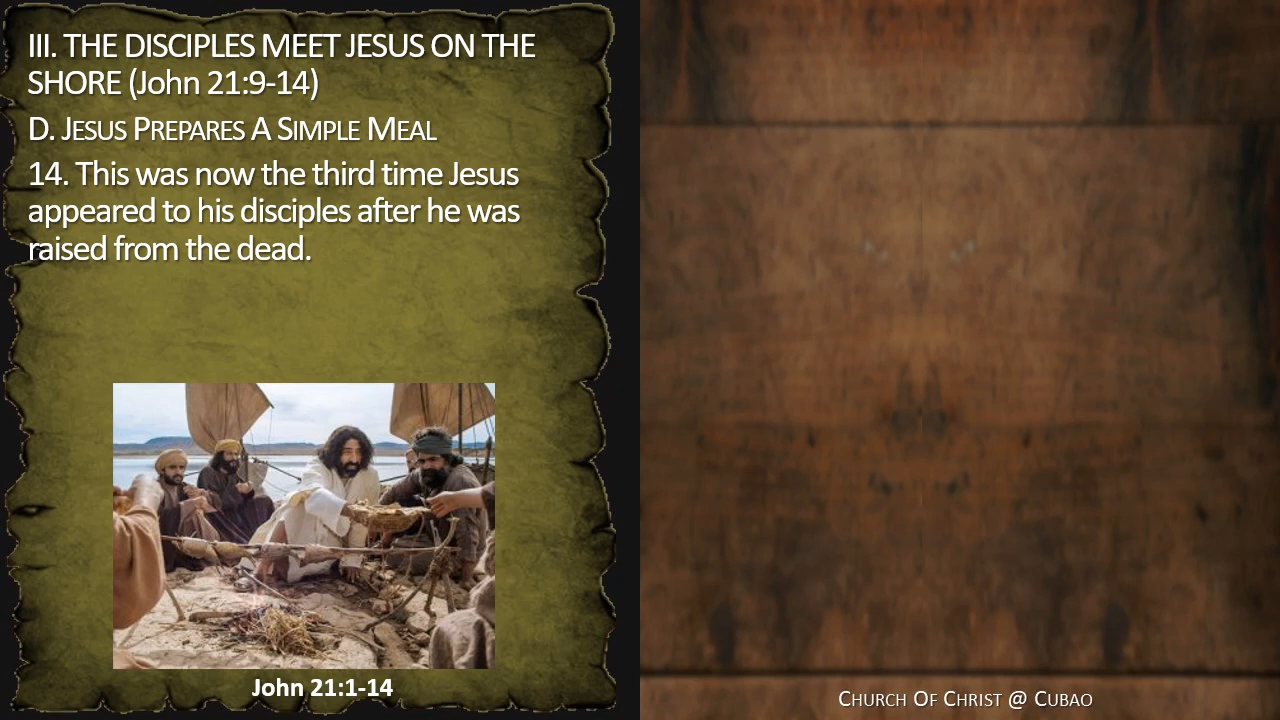 III. THE DISCIPLES MEET JESUS ON THE
SHORE (John 21:9-14)
D. JESUS PREPARES A SIMPLE MEAL
14. This was now the third time Jesus
appeared to his disciples after he was
raised from the dead.
John 21:1-14
CHURCH OF CHRIST @ CUBAO